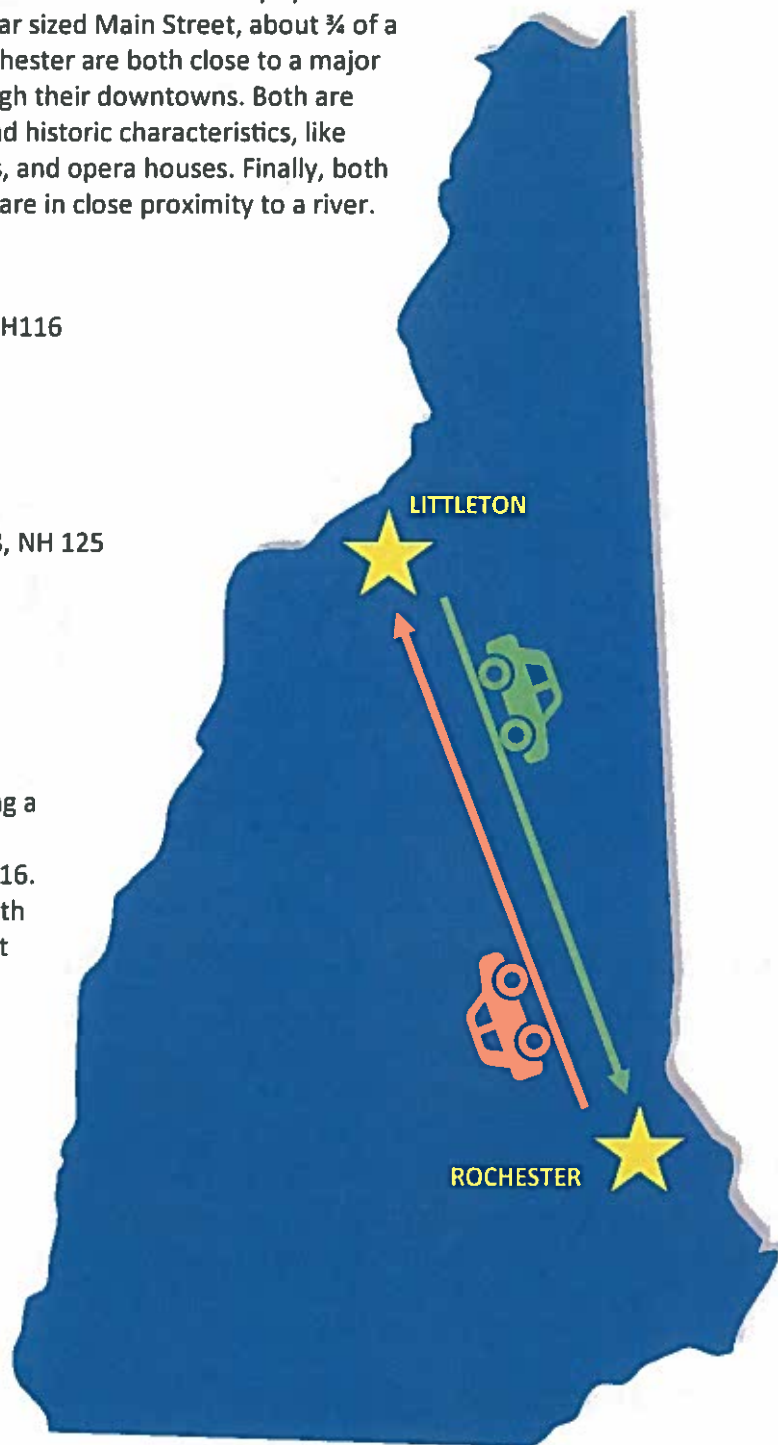 ar sized Main Street, about ¾ of a
hester are both close to a major
gh their downtowns. Both are
d historic characteristics, like
s, and opera houses. Finally, both
are in close proximity to a river.
H116
LITTLETON
, NH 125
ng a
16.
th
t
ROCHESTER